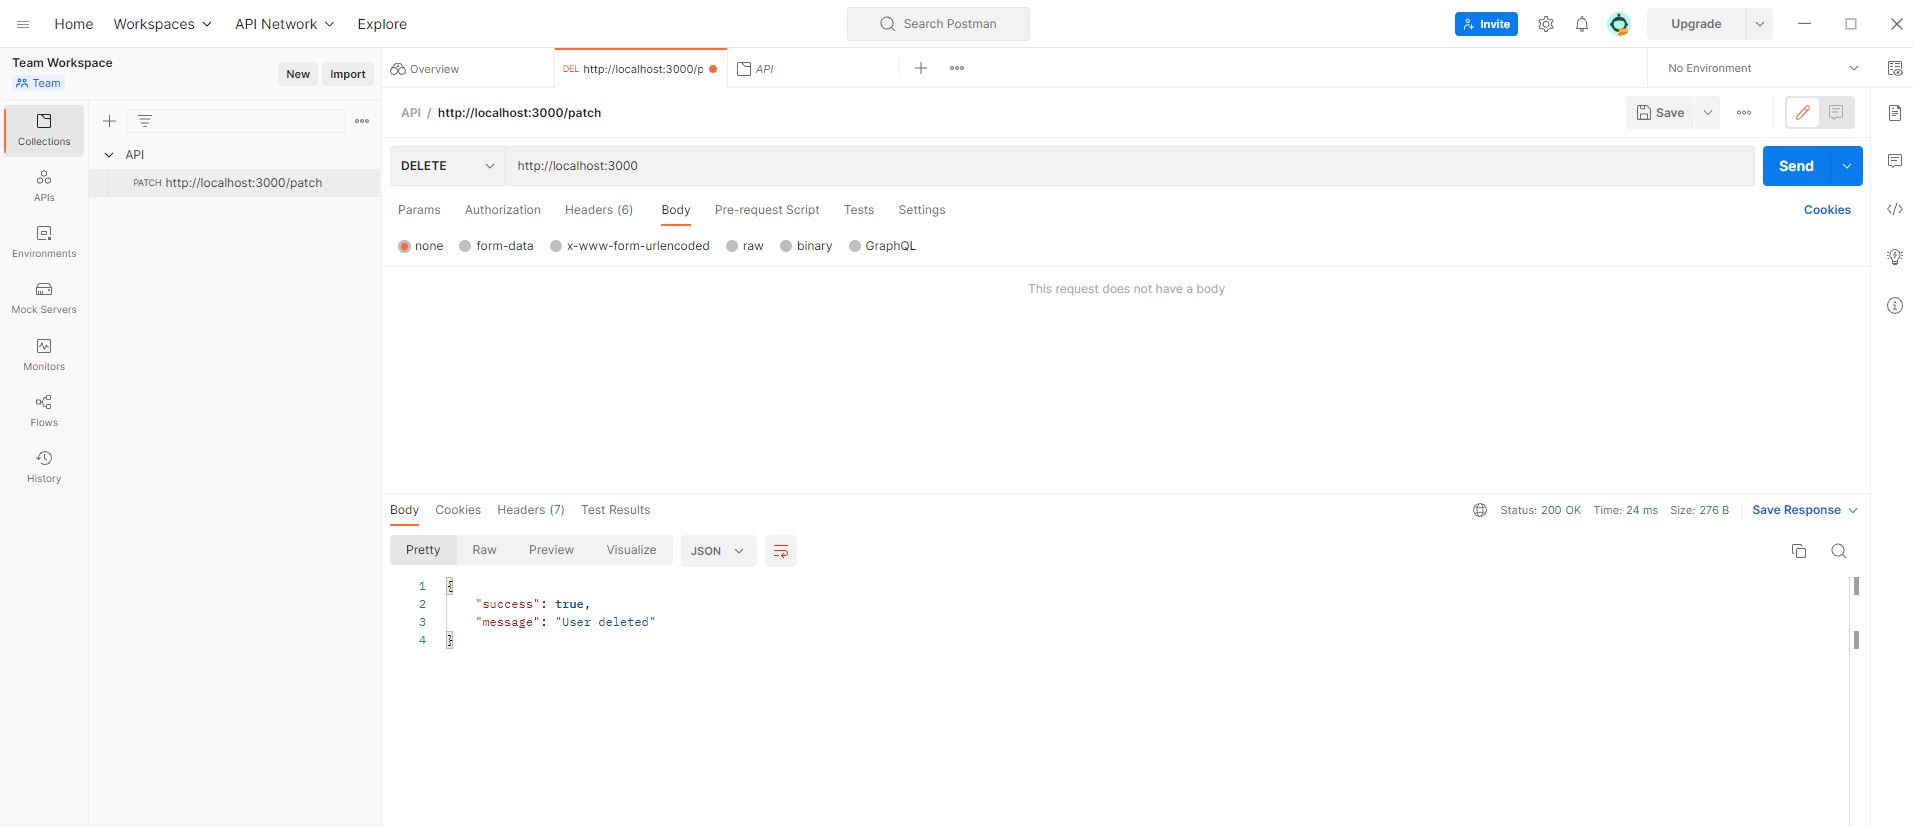 Home Workspaces API Network Explore Search Postman Invite Upgrade
Team Workspace
Team
New Import
Overview DEL http://localhost:3000/p API No Environment
API / http://localhost:3000/patch Save
Collections
APIs
Environments
Mock Servers
Monitors
Flows
History
API
PATCH http://localhost:3000/patch
DELETE http://localhost:3000 Send
Params Authorization Headers (6) Body Pre-request Script Tests Settings Cookies
none form-data x-www-form-urlencoded raw binary GraphQL
This request does not have a body
Body Cookies Headers (7) Test Results Status: 200 OK Time: 24 ms Size: 276 B Save Response
Pretty Raw Preview Visualize JSON
1 {
2 "success": true,
3 "message": "User deleted"
4 }